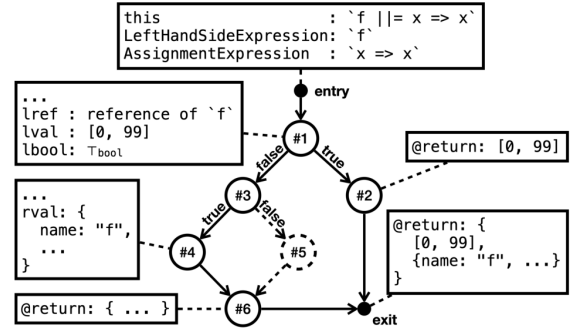 this                : `f ||= x => x`
LeftHandSideExpression: `f`
AssignmentExpression  : `x => x`
entry
...
lref : reference of `f`
lval : [0, 99]
lbool: ⊤bool
#1
@return: [0, 99]
false
true
#3
#2
...
rval: {
name: "f",
...
}
true
false
#4
#5
@return: {
[0, 99],
{name: "f", ...}
}
@return: { ... }
#6
exit